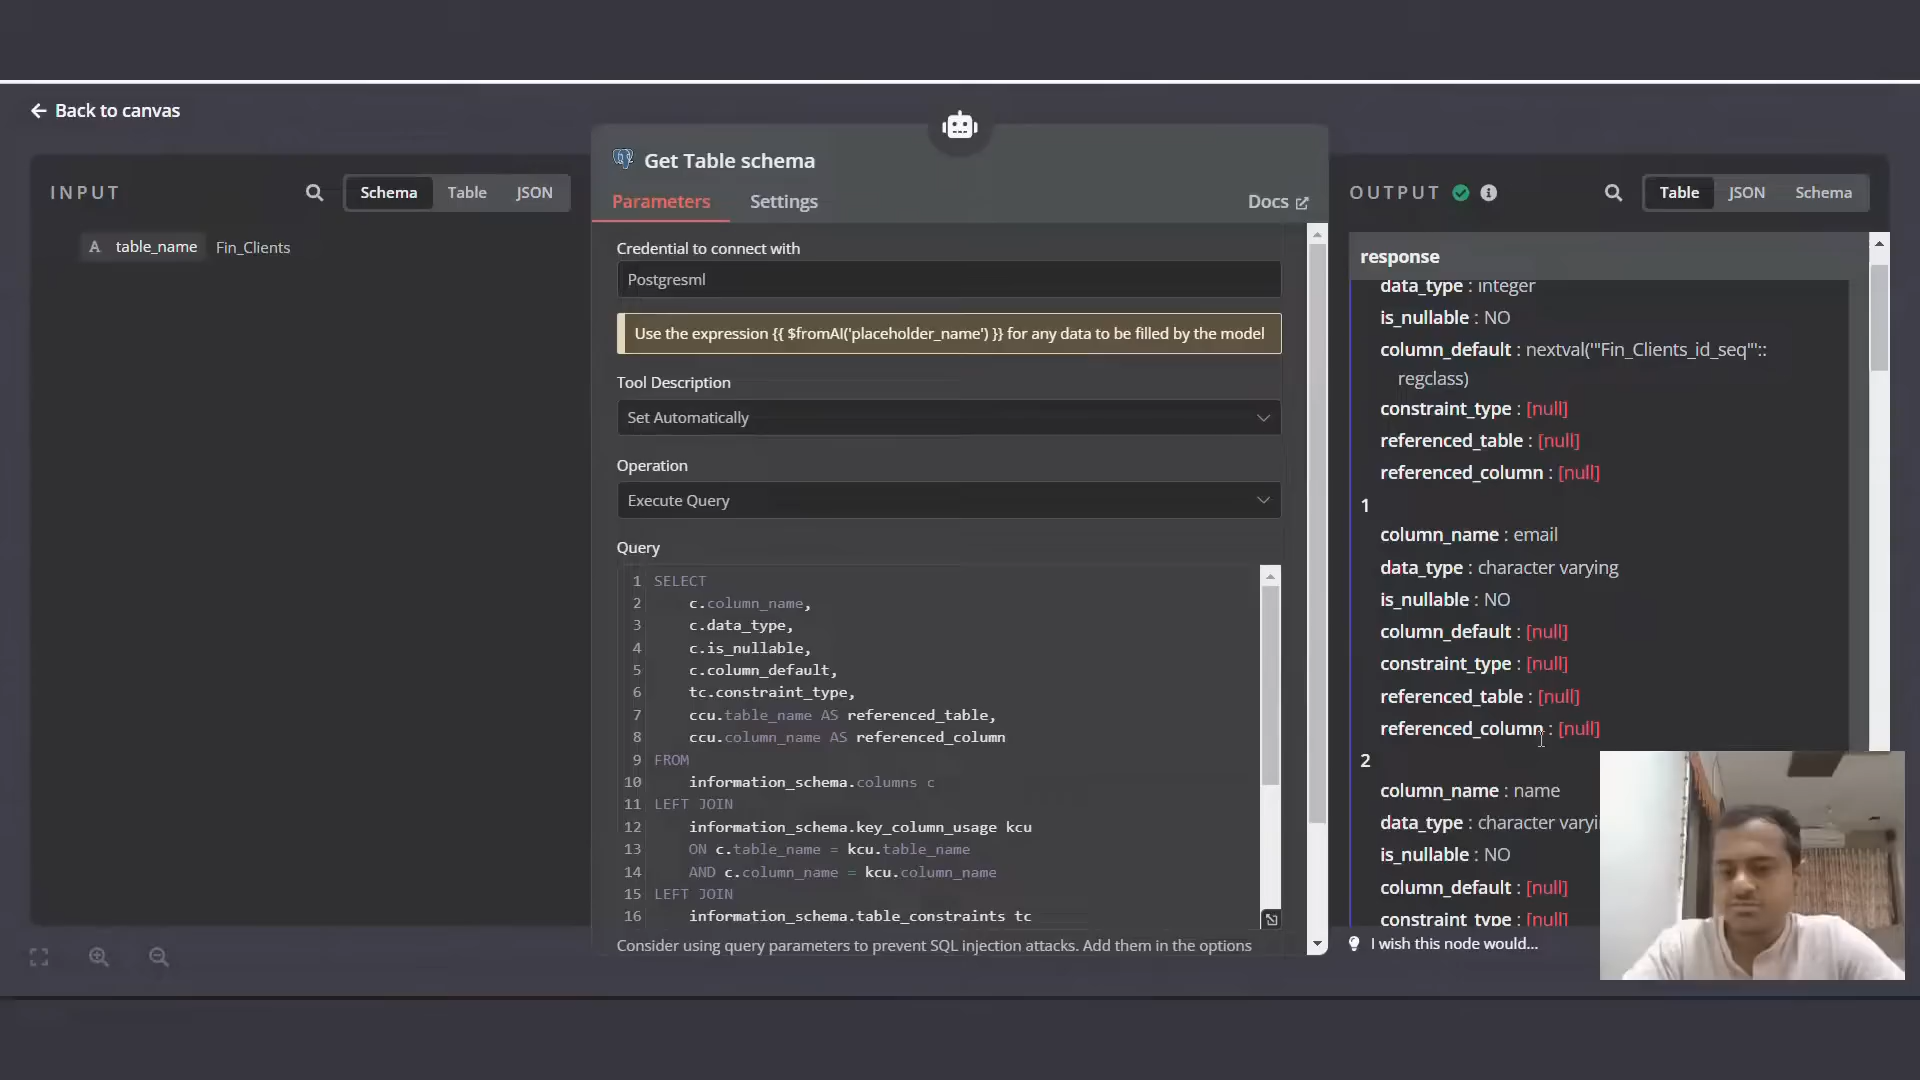 Back to canvas
INPUT
Schema
Table
JSON
A table_name Fin_Clients
Get Table schema
Parameters
Settings
Docs
Credential to connect with
Postgresml
Use the expression {{ $fromAI('placeholder_name') }} for any data to be filled by the model
Tool Description
Set Automatically
Operation
Execute Query
Query
1 SELECT
2 c.column_name,
3 c.data_type,
4 c.is_nullable,
5 c.column_default,
6 tc.constraint_type,
7 ccu.table_name AS referenced_table,
8 ccu.column_name AS referenced_column
9 FROM
10 information_schema.columns c
11 LEFT JOIN
12 information_schema.key_column_usage kcu
13 ON c.table_name = kcu.table_name
14 AND c.column_name = kcu.column_name
15 LEFT JOIN
16 information_schema.table_constraints tc
Consider using query parameters to prevent SQL injection attacks. Add them in the options
OUTPUT
Table
JSON
Schema
response
data_type : integer
is_nullable : NO
column_default : nextval('"Fin_Clients_id_seq"'::
regclass)
constraint_type : [null]
referenced_table : [null]
referenced_column : [null]
1
column_name : email
data_type : character varying
is_nullable : NO
column_default : [null]
constraint_type : [null]
referenced_table : [null]
referenced_column : [null]
2
column_name : name
data_type : character varyi
is_nullable : NO
column_default : [null]
constraint_type : [null]
I wish this node would...